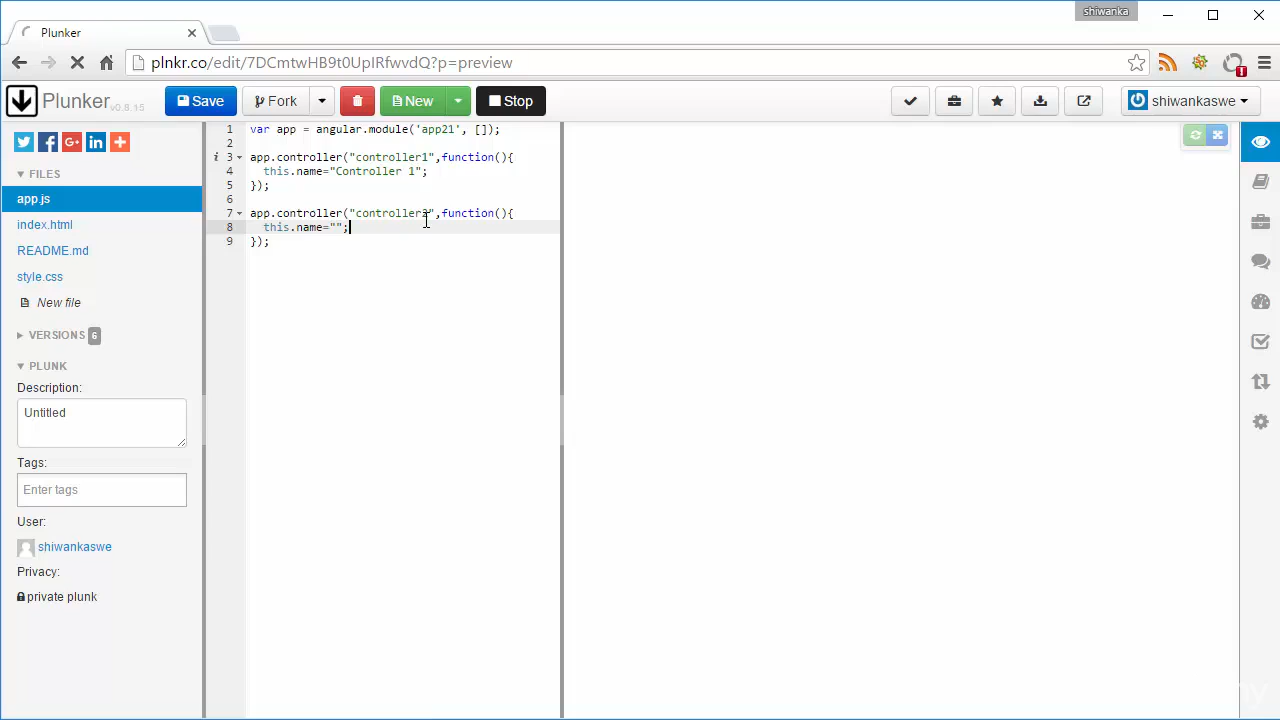 shiwanka
Plunker
plnkr.co/edit/7DCmtwHB9t0UpIRfwvdQ?p=preview
Plunker v0.8.15 Save Fork New Stop shiwankaswe
FILES
app.js
index.html
README.md
style.css
New file
VERSIONS 6
PLUNK
Description:
Untitled
Tags:
Enter tags
User:
shiwankaswe
Privacy:
private plunk
1 var app = angular.module('app21', []);
2
3 app.controller("controller1",function(){
4 this.name="Controller 1";
5 });
6
7 app.controller("controller2",function(){
8 this.name="";
9 });